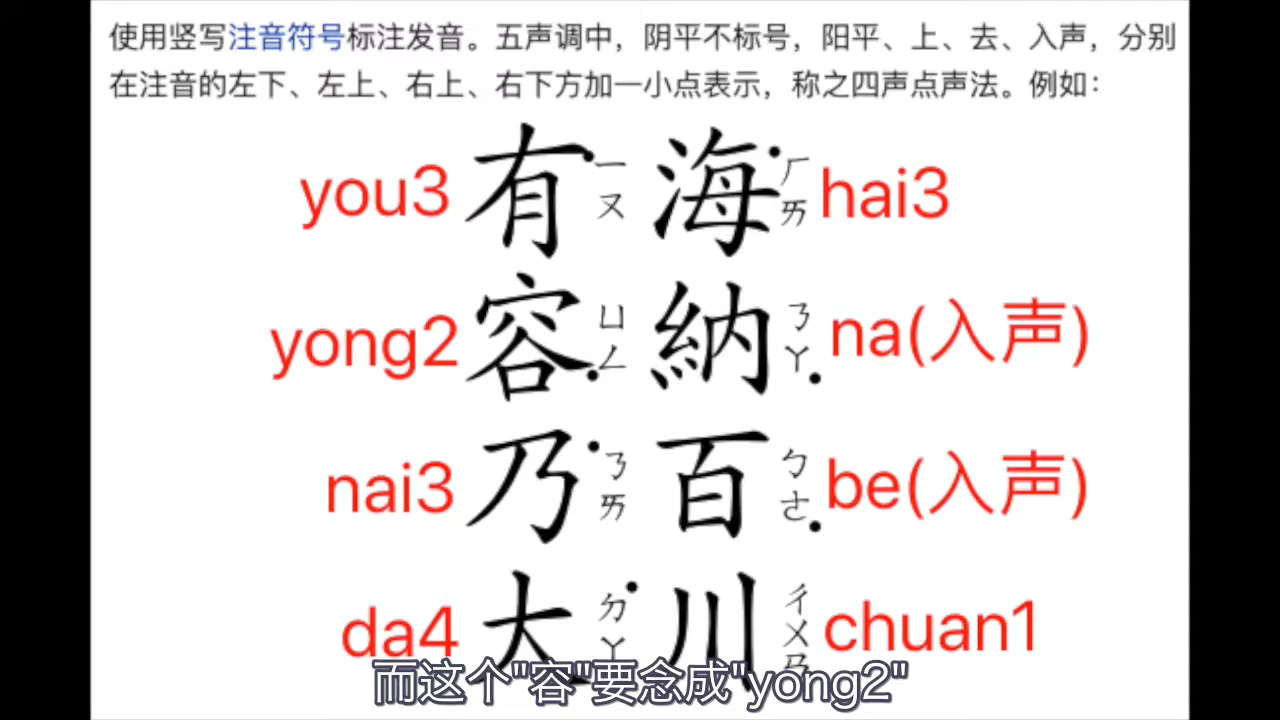 使用竖写注音符号标注发音。五声调中，阴平不标号，阳平、上、去、入声，分别
在注音的左下、左上、右上、右下方加一小点表示，称之四声点声法。例如：
you3 有 ㄧㄡ 海 ㄏㄞ hai3
yong2 容 ㄩㄥ 納 ㄋㄚ na(入声)
nai3 乃 ㄋㄞ 百 ㄅㄜ be(入声)
da4 大 ㄉㄚ 川 ㄔㄨㄢ chuan1
而这个"容"要念成"yong2"